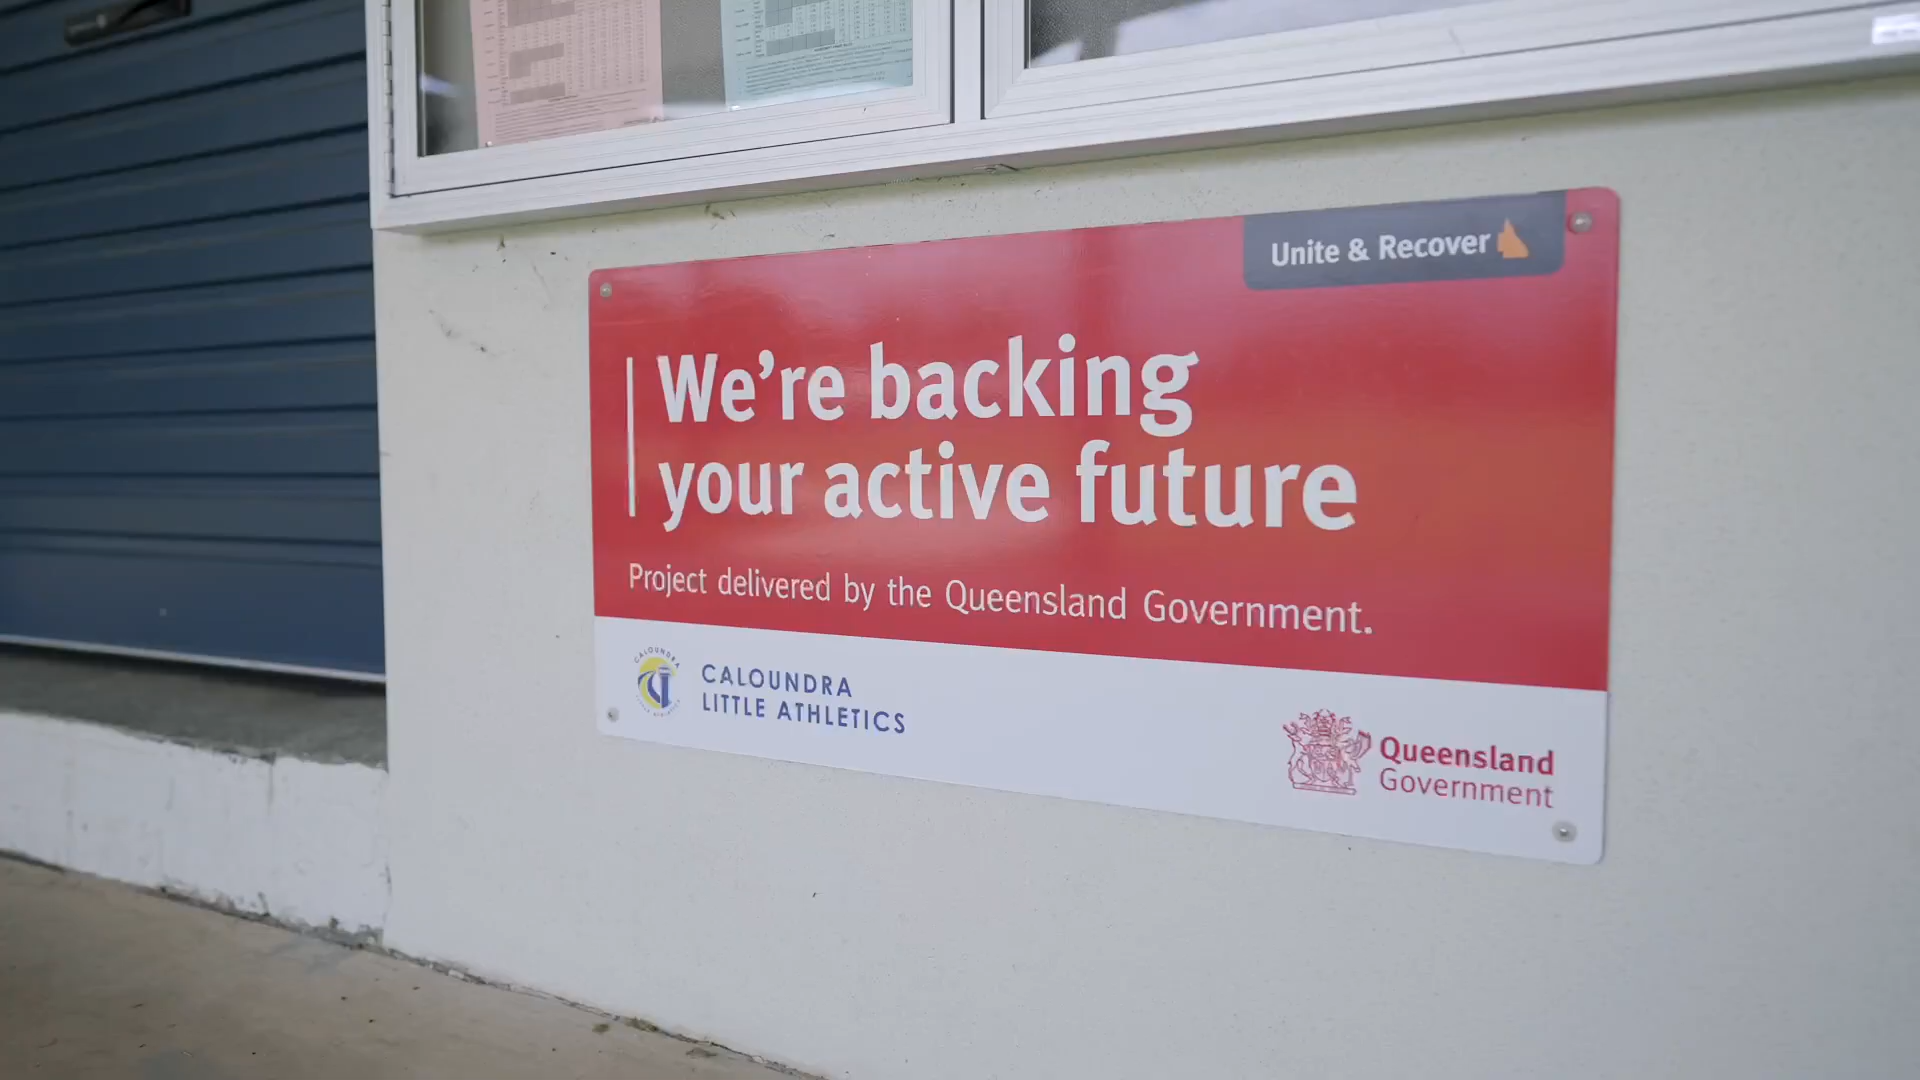 Unite & Recover
We're backing
your active future
Project delivered by the Queensland Government.
CALOUNDRA
CALOUNDRA
LITTLE ATHLETICS
Queensland
Government